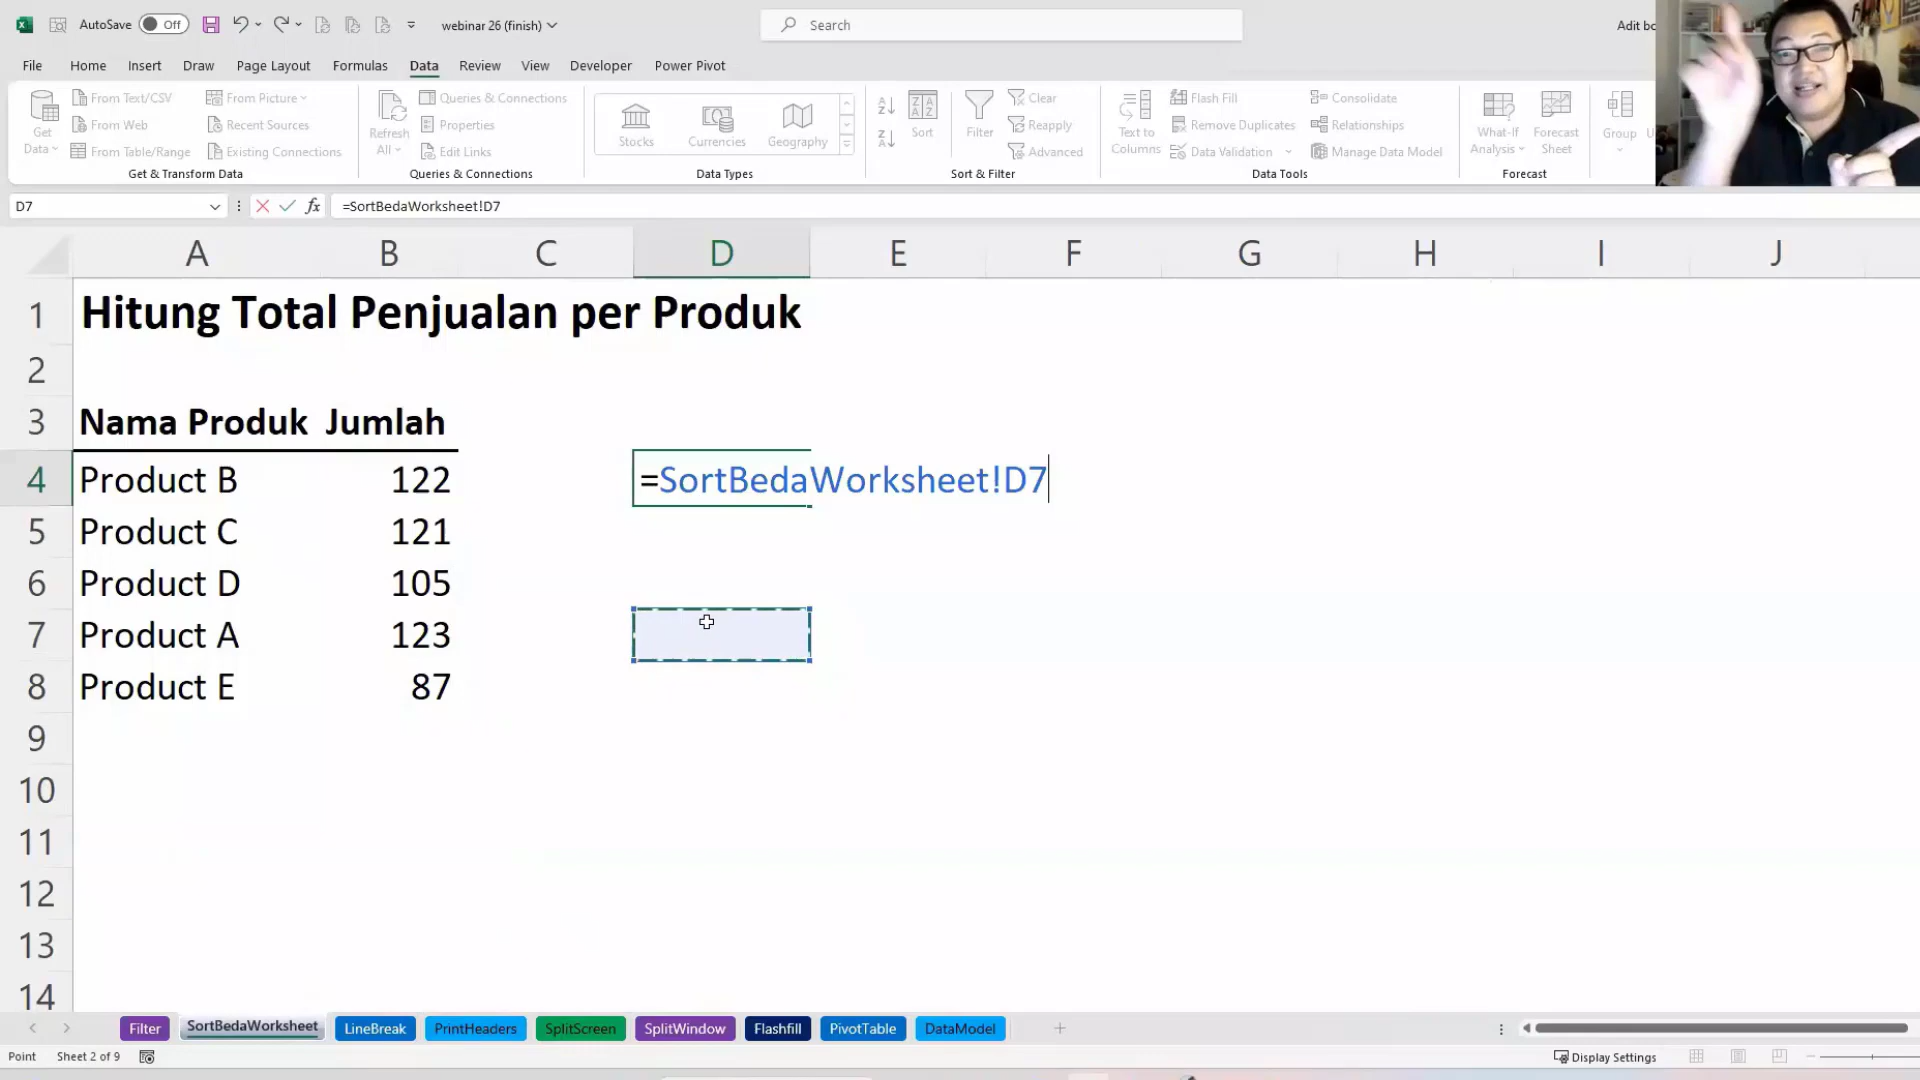 AutoSave Off webinar 26 (finish) Search
File Home Insert Draw Page Layout Formulas Data Review View Developer Power Pivot
Get Data
From Text/CSV
From Web
From Table/Range
From Picture
Recent Sources
Existing Connections
Get & Transform Data
Refresh All
Queries & Connections
Properties
Edit Links
Queries & Connections
Stocks Currencies Geography
Data Types
Sort Filter
Clear
Reapply
Advanced
Sort & Filter
Text to Columns
Flash Fill
Remove Duplicates
Data Validation
Consolidate
Relationships
Manage Data Model
Data Tools
What-If Analysis
Forecast Sheet
Forecast
Group
D7 fx =SortBedaWorksheet!D7
A B C D E F G H I J
1 Hitung Total Penjualan per Produk
2
3 Nama Produk Jumlah
4 Product B 122 =SortBedaWorksheet!D7
5 Product C 121
6 Product D 105
7 Product A 123
8 Product E 87
9
10
11
12
13
14
Filter SortBedaWorksheet LineBreak PrintHeaders SplitScreen SplitWindow Flashfill PivotTable DataModel
Point Sheet 2 of 9 Display Settings